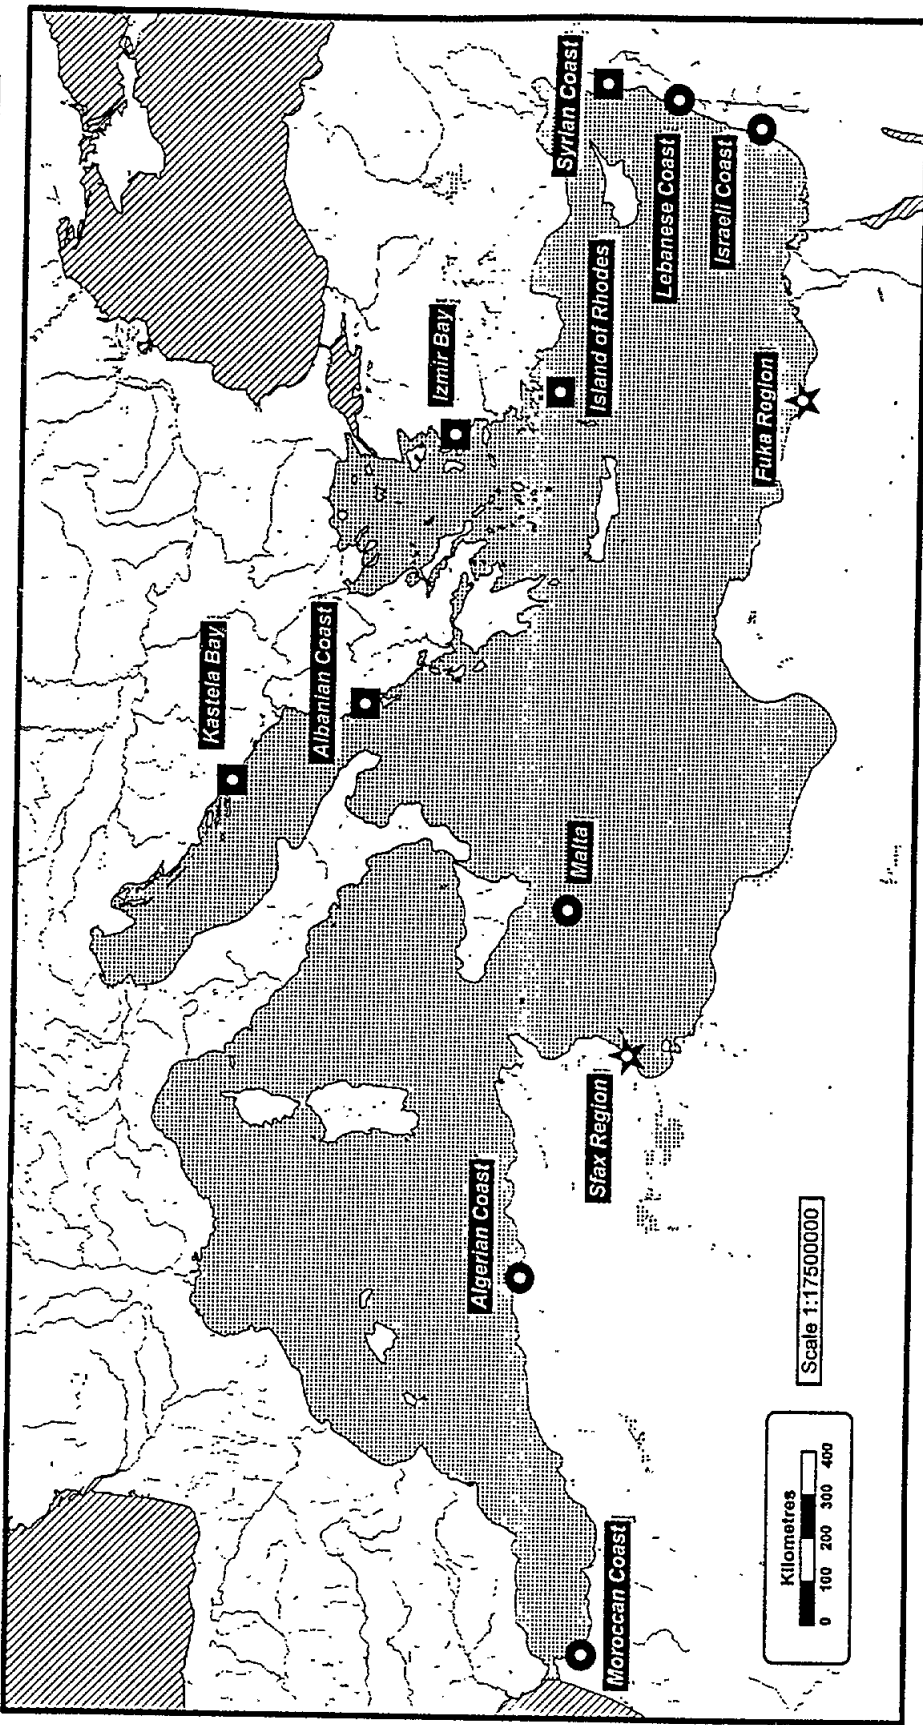 Kastela Bay
Albanian Coast
Izmir Bay
Syrian Coast
Lebanese Coast
Israeli Coast
Island of Rhodes
Fuka Region
Malta
Sfax Region
Algerian Coast
Moroccan Coast
Scale 1:17500000
Kilometres
0 100 200 300 400